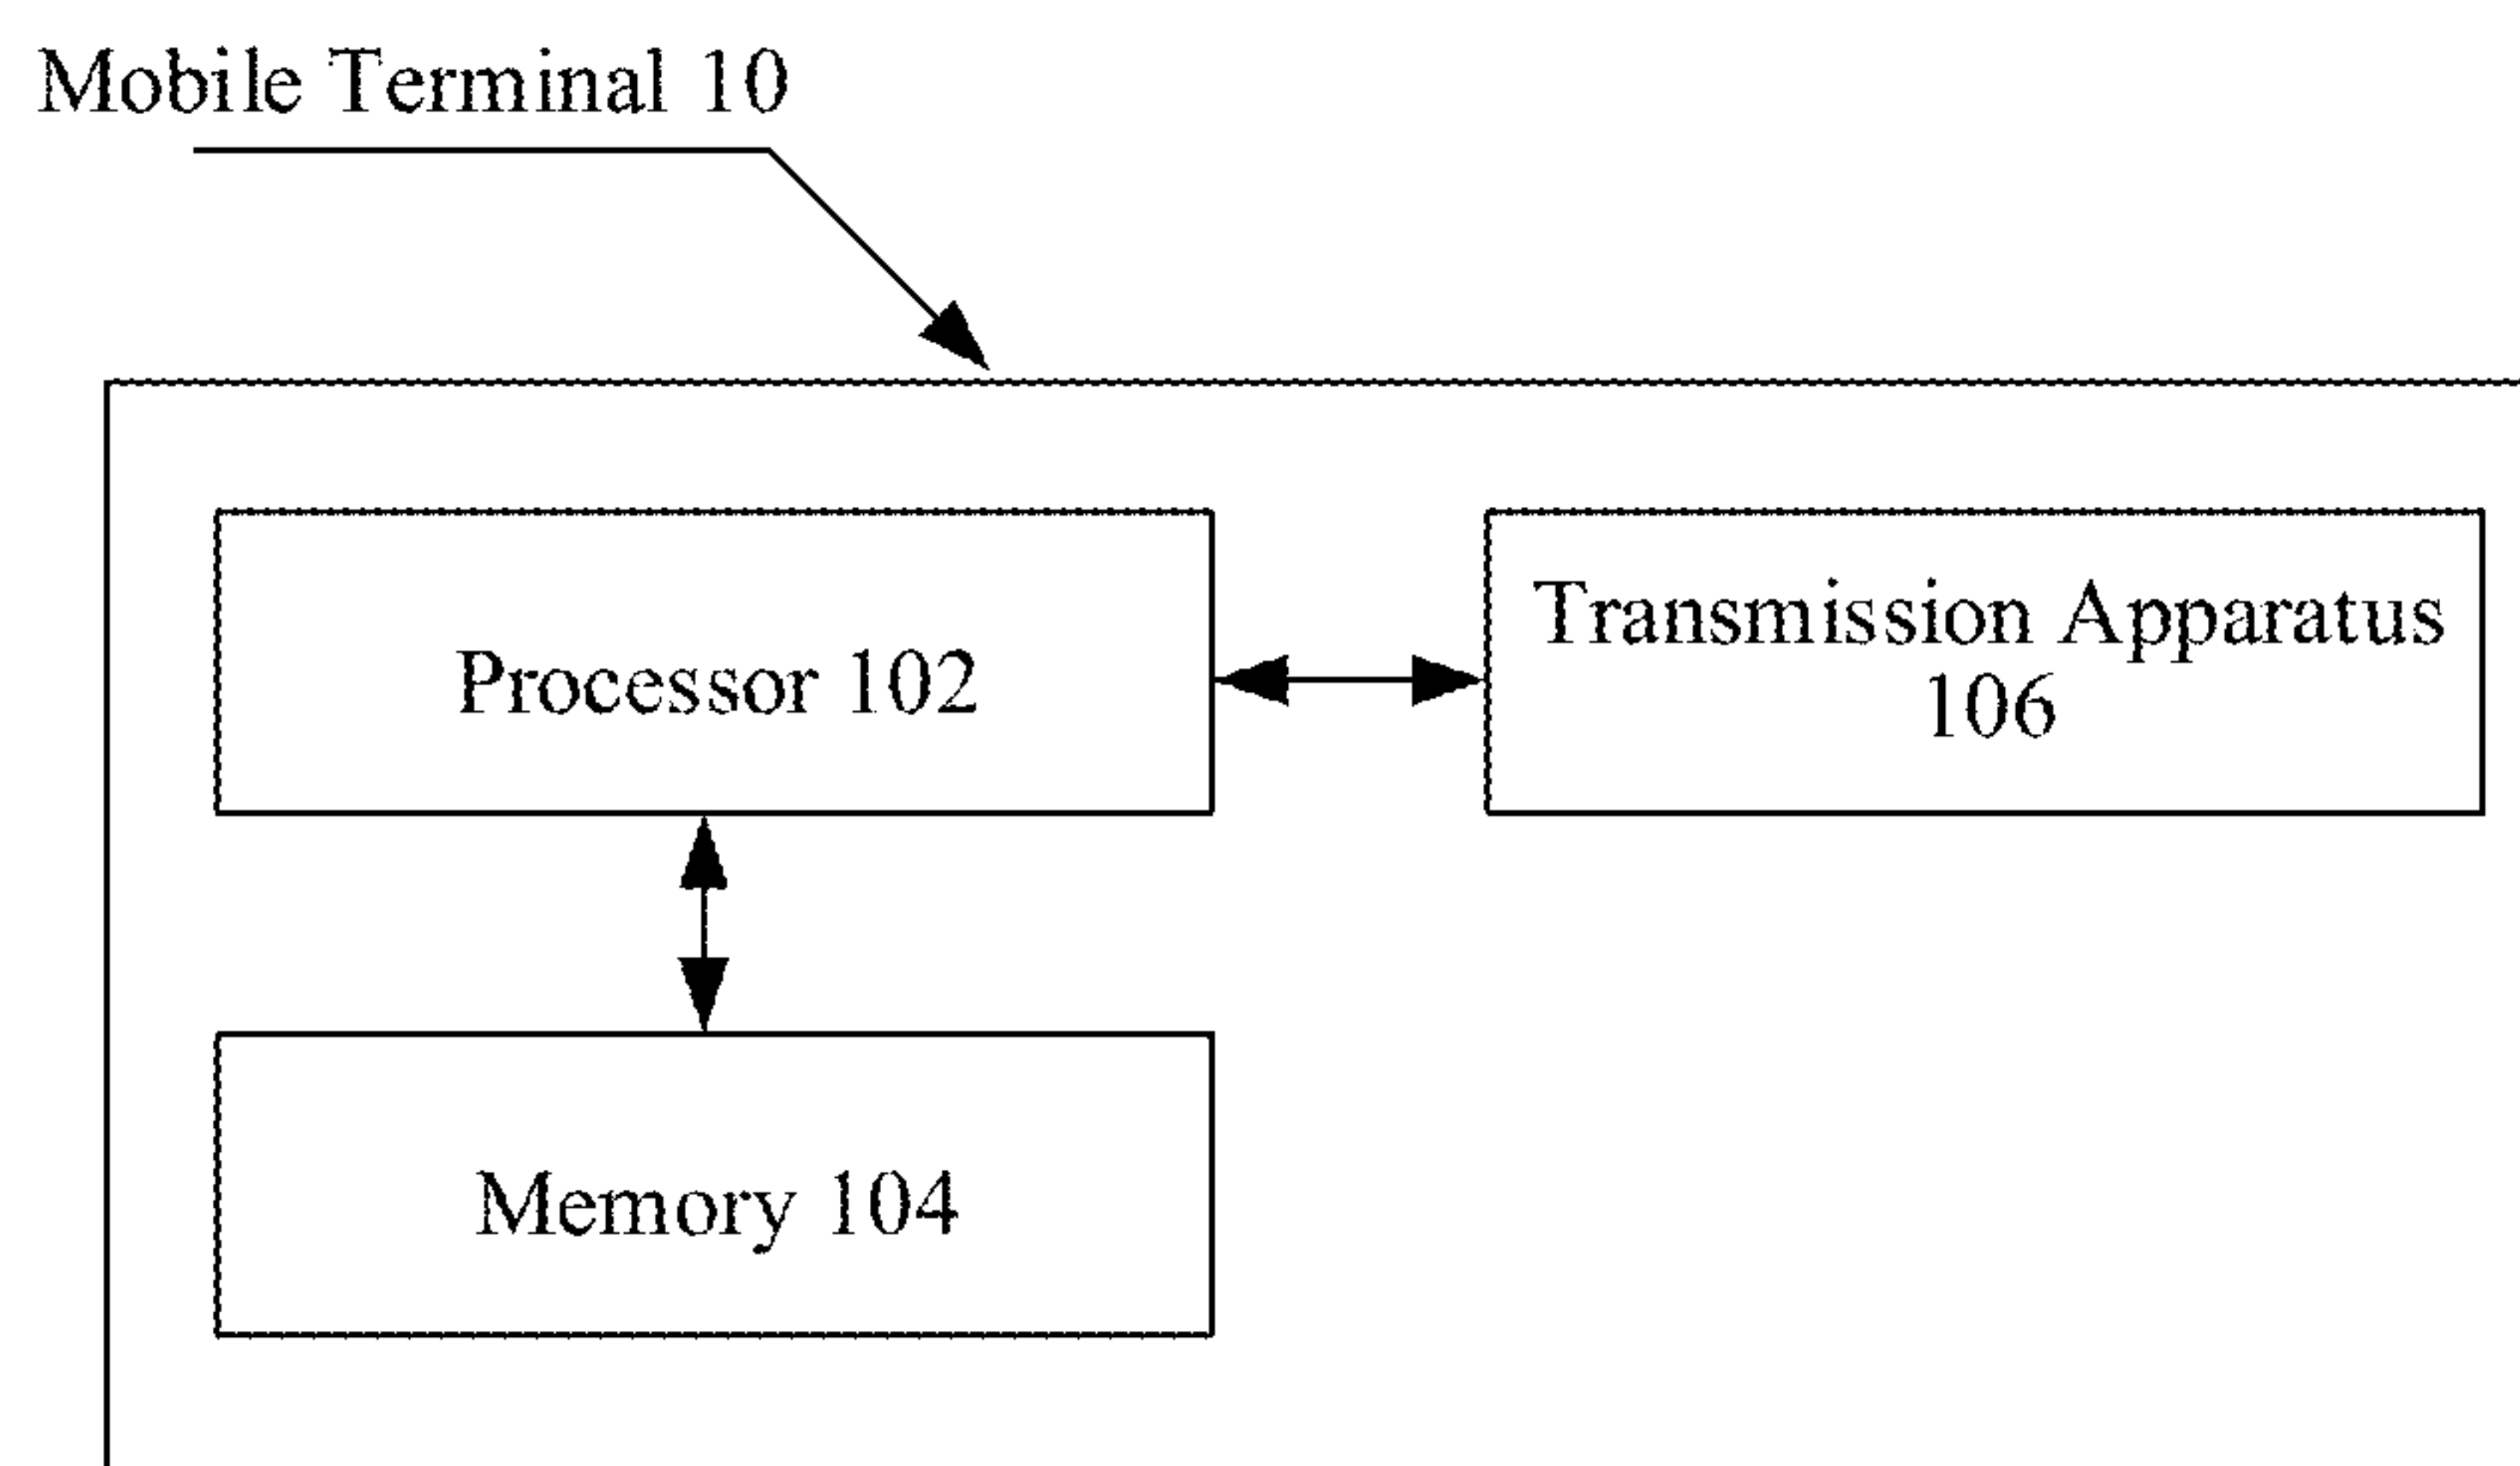 Mobile Terminal 10
Processor 102
Transmission Apparatus
106
Memory 104